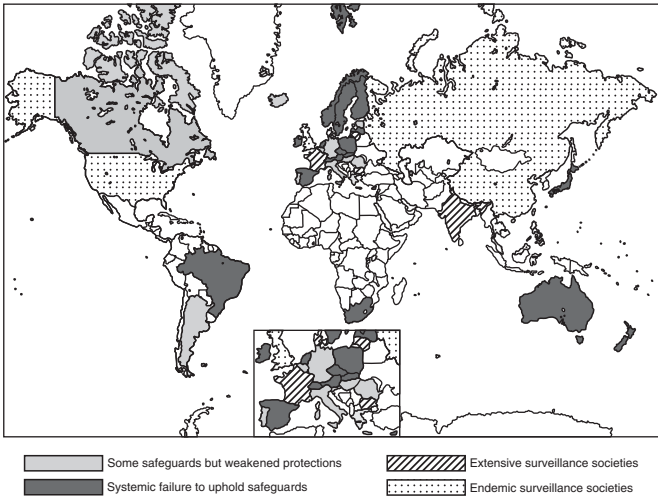 Some safeguards but weakened protections
Extensive surveillance societies
Systemic failure to uphold safeguards
Endemic surveillance societies